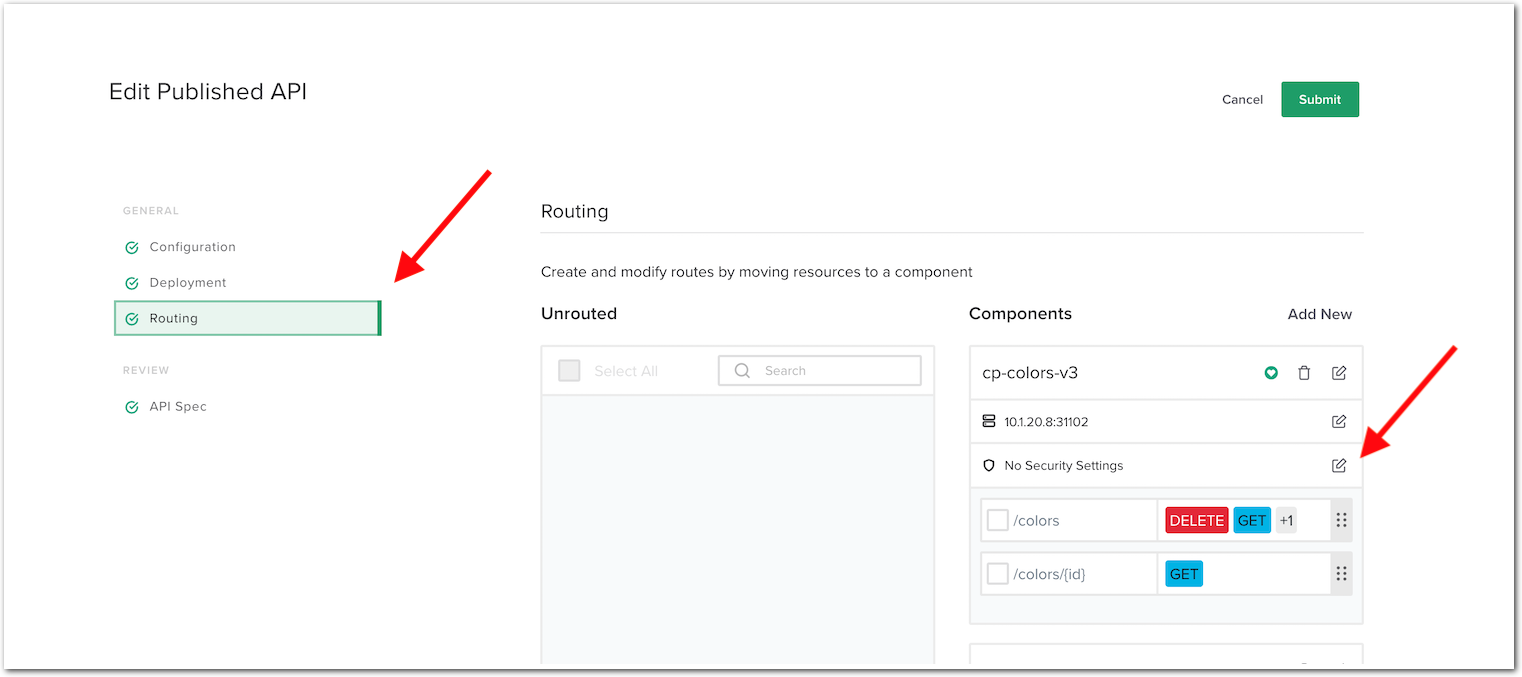 Edit Published API
Cancel
Submit
GENERAL
Configuration
Deployment
Routing
REVIEW
API Spec
Routing
Create and modify routes by moving resources to a component
Unrouted
Select All
Search
Components
Add New
cp-colors-v3
10.1.20.8:31102
No Security Settings
/colors
DELETE GET +1
/colors/{id}
GET